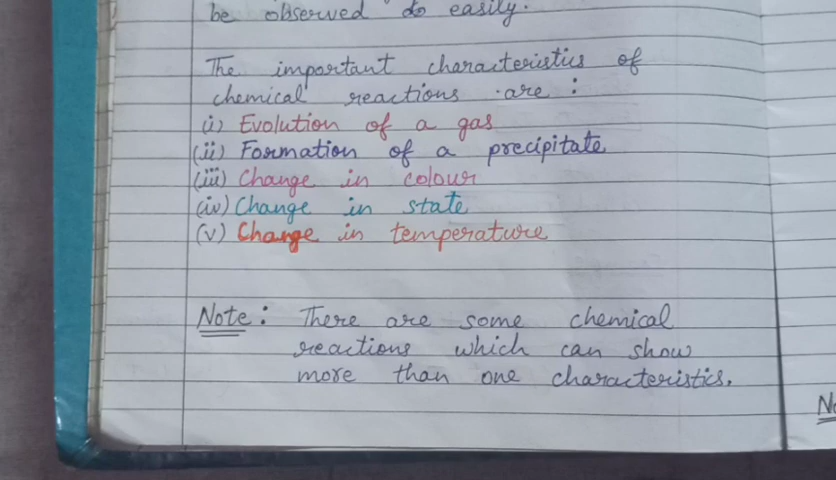 be observed do easily.
The important characteristics of
chemical reactions are :
(i) Evolution of a gas
(ii) Formation of a precipitate
(iii) Change in colour
(iv) Change in state
(v) Change in temperature
Note : There are some chemical
reactions which can show
more than one characteristics.